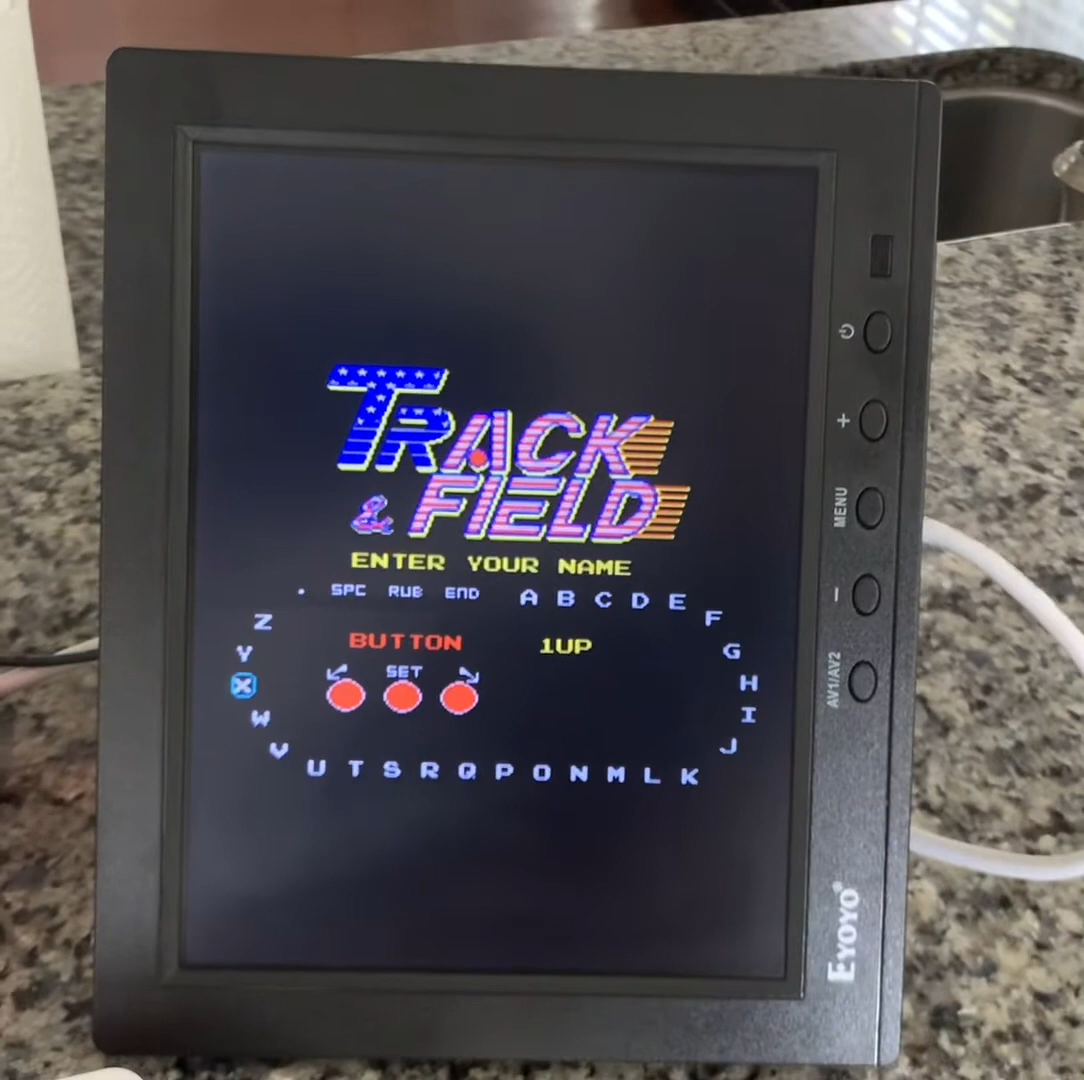 TRACK
& FIELD
ENTER YOUR NAME
. SPC RUB END A B C D E
F
G
H
I
J
K
L
M
N
O
P
Q
R
S
T
U
V
W
X
Y
Z
BUTTON 1UP
SET
+
MENU
−
AV1/AV2
EYOYO®